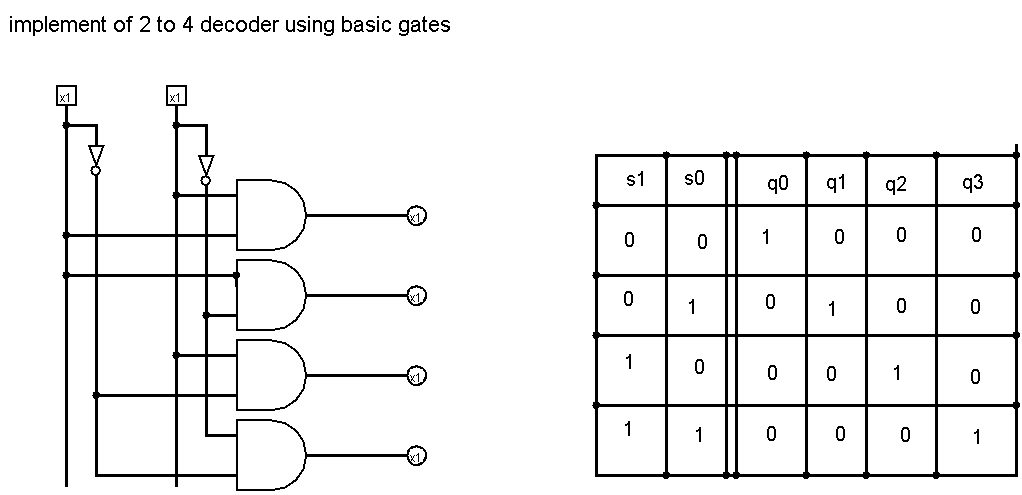 implement of 2 to 4 decoder using basic gates
x1 x1
x1
x1
x1
x1
s1 s0 q0 q1 q2 q3
0 0 1 0 0 0
0 1 0 1 0 0
1 0 0 0 1 0
1 1 0 0 0 1